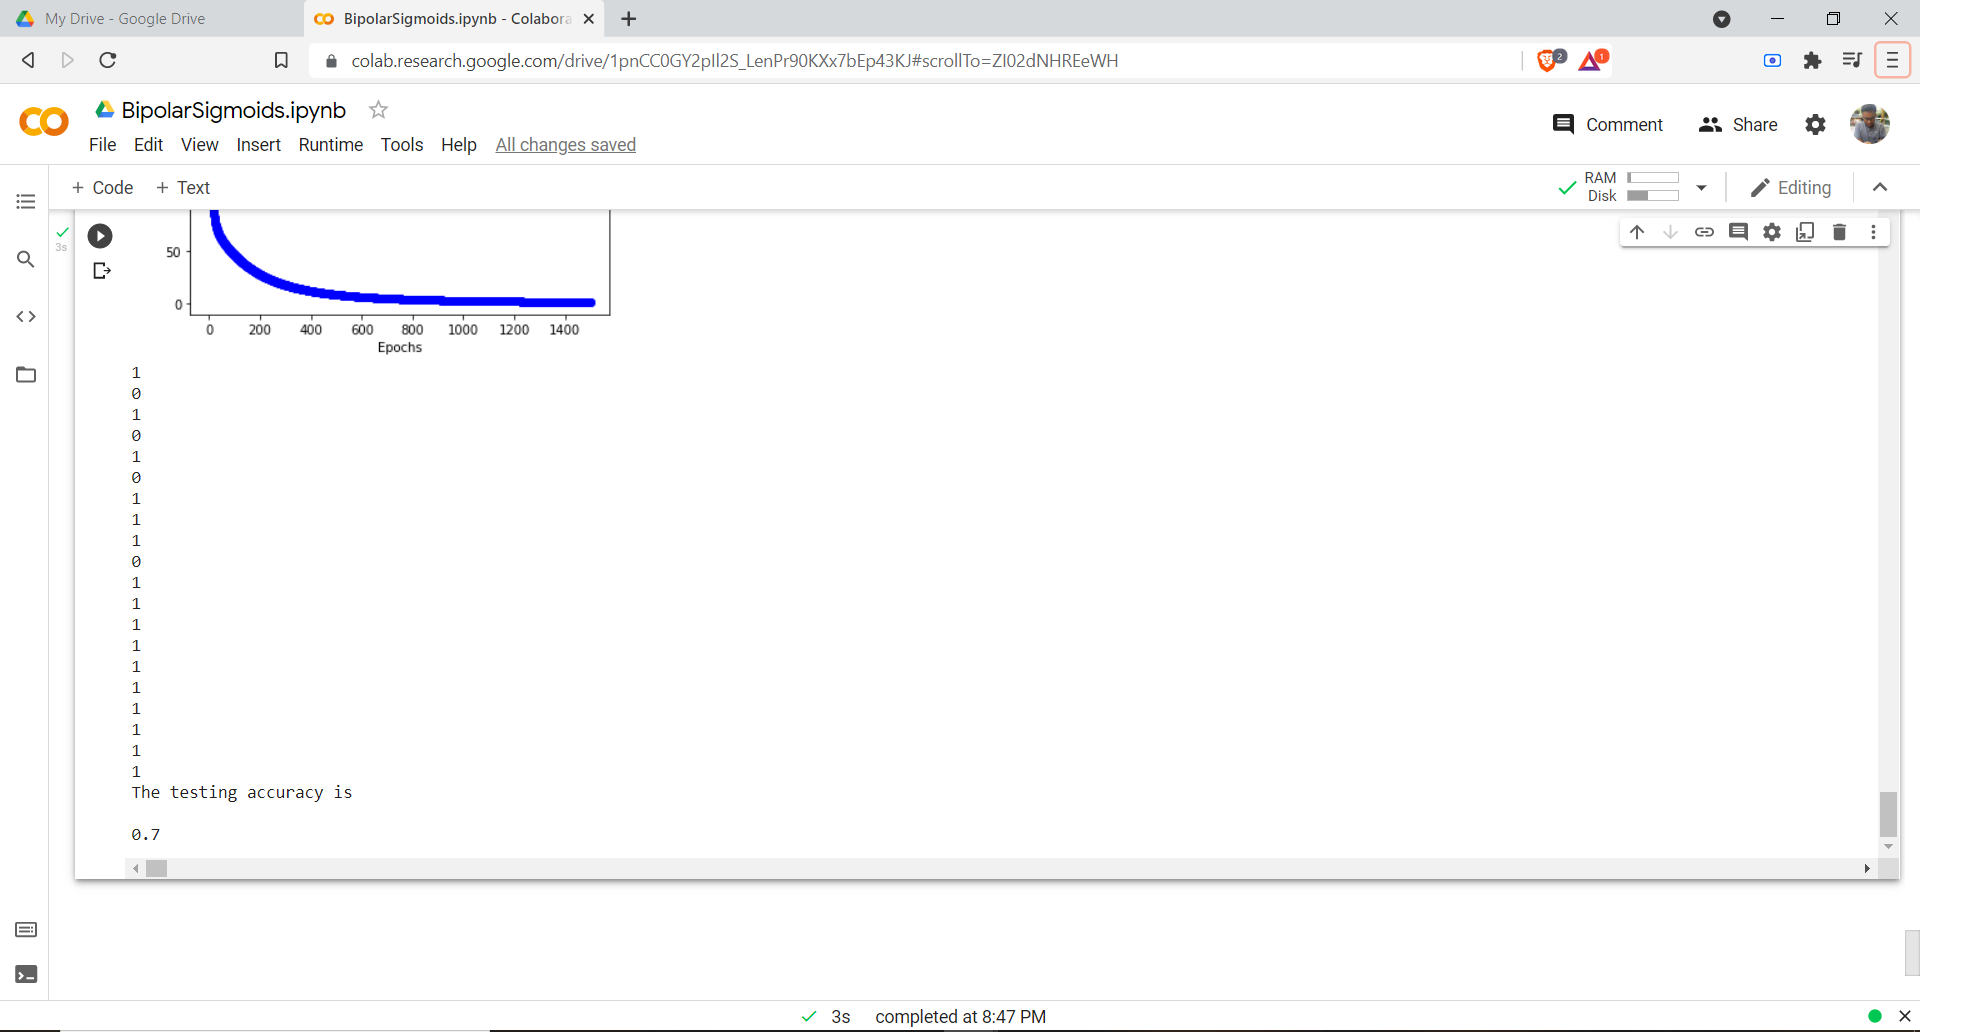 My Drive - Google Drive
BipolarSigmoids.ipynb - Colabora
colab.research.google.com/drive/1pnCC0GY2pIl2S_LenPr90KXx7bEp43KJ#scrollTo=ZI02dNHREeWH
2
1
BipolarSigmoids.ipynb
Comment
Share
File Edit View Insert Runtime Tools Help All changes saved
+ Code + Text
RAM
Disk
Editing
3s
50
0
0 200 400 600 800 1000 1200 1400
Epochs
1
0
1
0
1
0
1
1
1
0
1
1
1
1
1
1
1
1
1
1
The testing accuracy is
0.7
3s completed at 8:47 PM